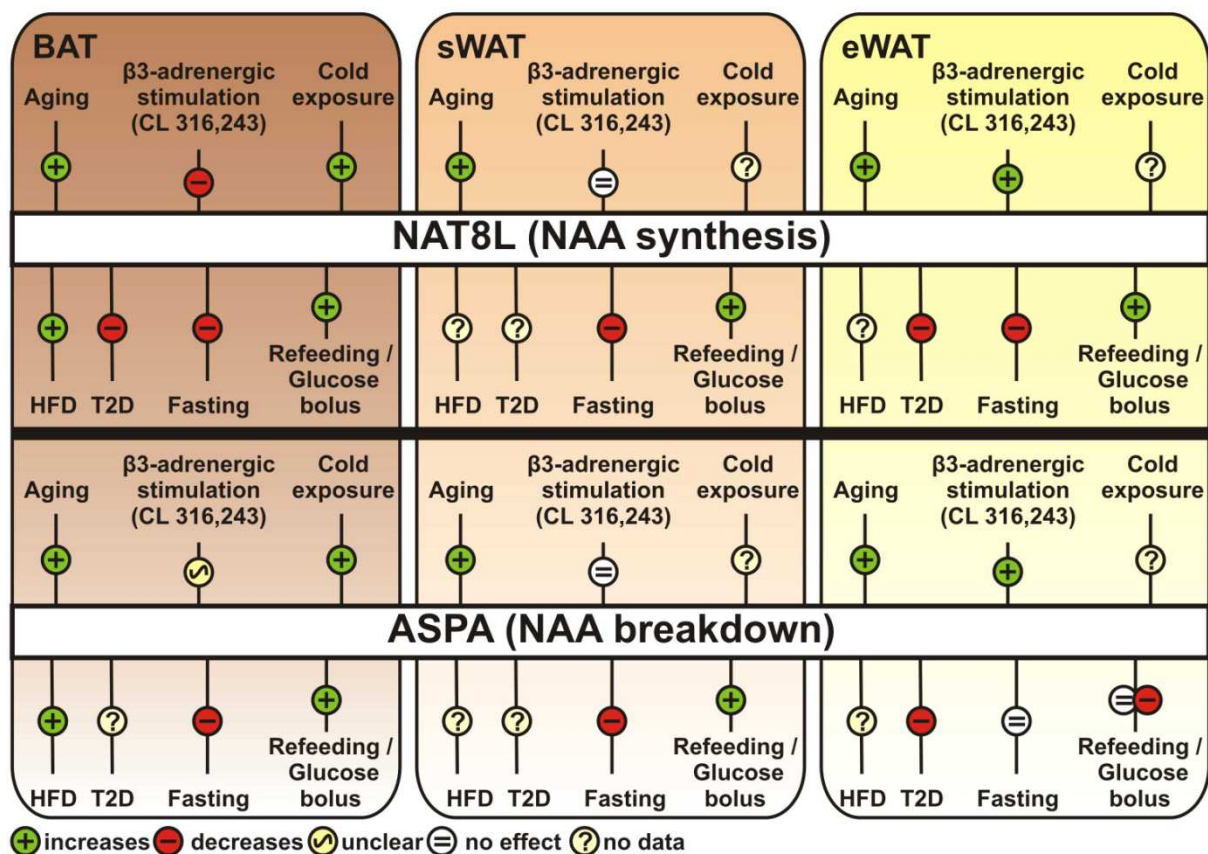 BAT
Aging
β3-adrenergic
stimulation
(CL 316,243)
Cold
exposure
+
−
+
sWAT
Aging
β3-adrenergic
stimulation
(CL 316,243)
Cold
exposure
+
=
?
eWAT
Aging
β3-adrenergic
stimulation
(CL 316,243)
Cold
exposure
+
+
?
NAT8L (NAA synthesis)
+
−
−
+
HFD
T2D
Fasting
Refeeding /
Glucose
bolus
?
?
−
+
HFD
T2D
Fasting
Refeeding /
Glucose
bolus
?
−
−
+
HFD
T2D
Fasting
Refeeding /
Glucose
bolus
Aging
β3-adrenergic
stimulation
(CL 316,243)
Cold
exposure
+
∽
+
Aging
β3-adrenergic
stimulation
(CL 316,243)
Cold
exposure
+
=
?
Aging
β3-adrenergic
stimulation
(CL 316,243)
Cold
exposure
+
+
?
ASPA (NAA breakdown)
+
?
−
+
HFD
T2D
Fasting
Refeeding /
Glucose
bolus
?
?
−
+
HFD
T2D
Fasting
Refeeding /
Glucose
bolus
?
−
=
= −
HFD
T2D
Fasting
Refeeding /
Glucose
bolus
+ increases − decreases ∽ unclear = no effect ? no data